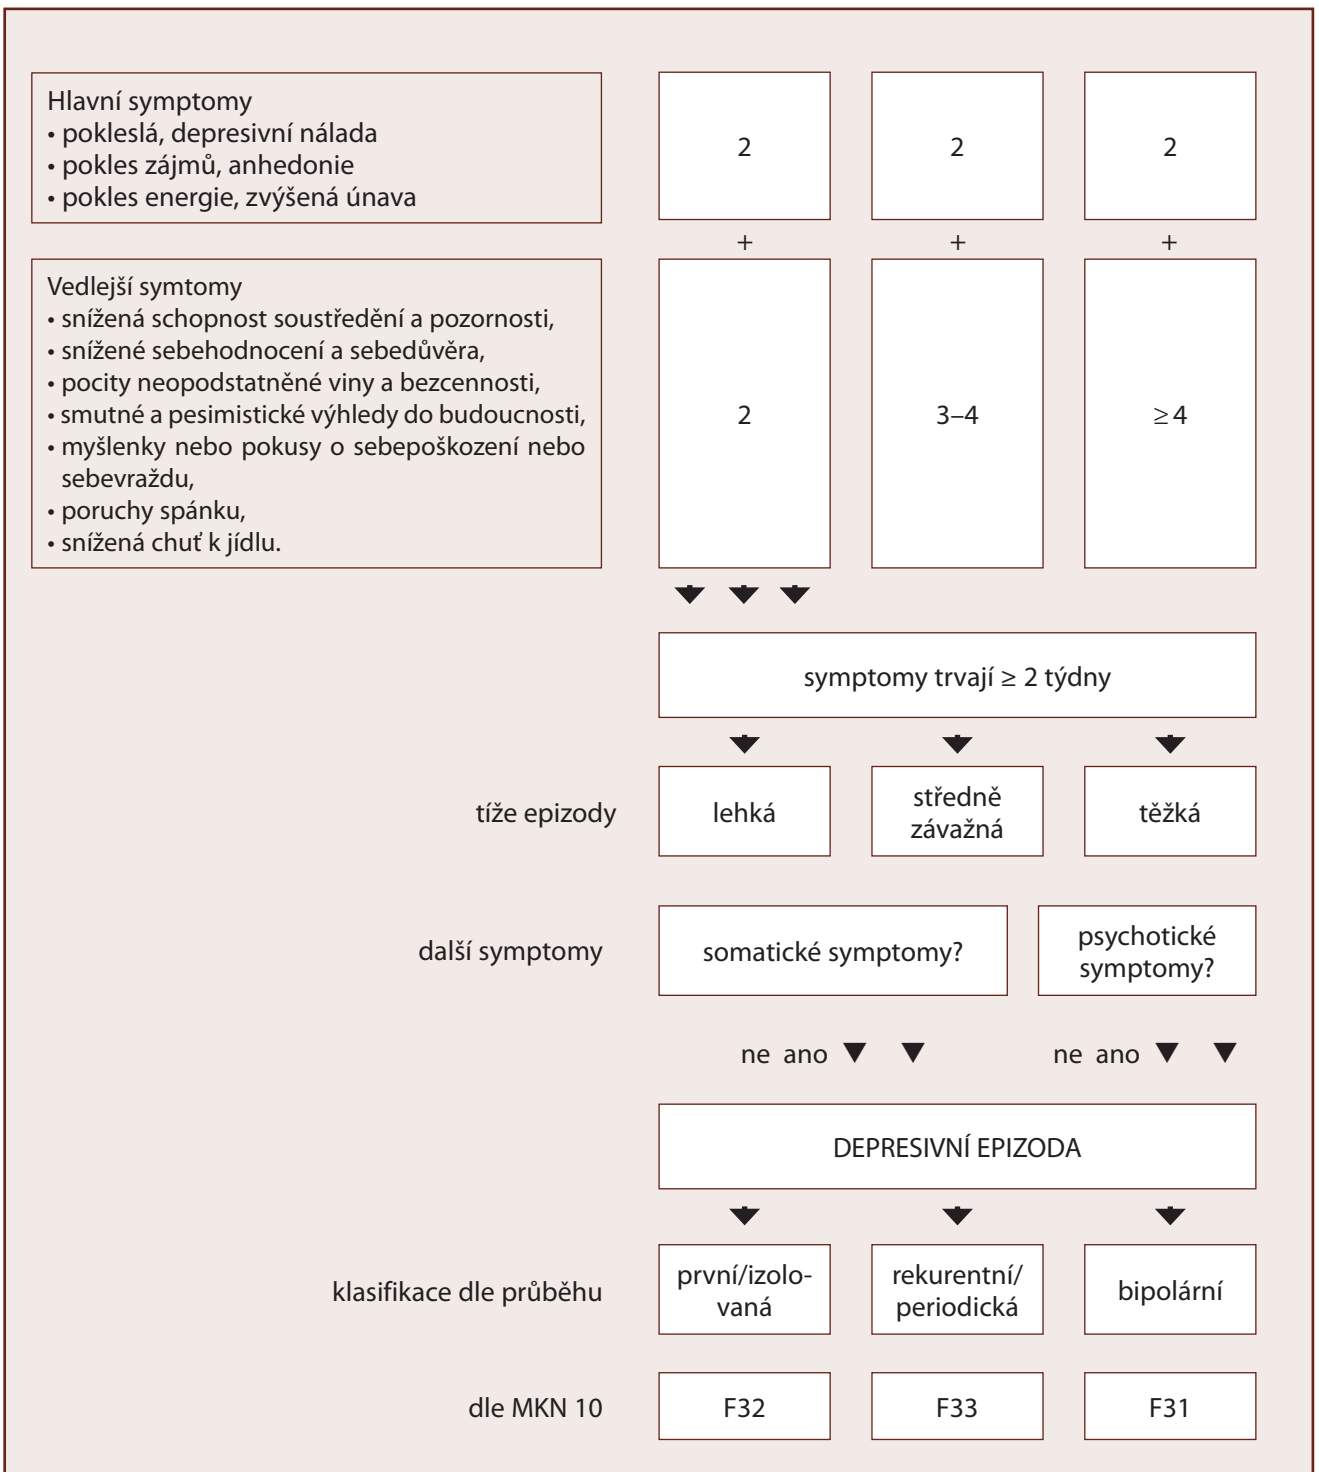 Hlavní symptomy
• pokleslá, depresivní nálada
• pokles zájmů, anhedonie
• pokles energie, zvýšená únava
2
2
2
+
+
+
Vedlejší symtomy
• snížená schopnost soustředění a pozornosti,
• snížené sebehodnocení a sebedůvěra,
• pocity neopodstatněné viny a bezcennosti,
• smutné a pesimistické výhledy do budoucnosti,
• myšlenky nebo pokusy o sebepoškození nebo
sebevraždu,
• poruchy spánku,
• snížená chuť k jídlu.
2
3–4
≥ 4
symptomy trvají ≥ 2 týdny
tíže epizody
lehká
středně
závažná
těžká
další symptomy
somatické symptomy?
psychotické
symptomy?
ne ano
ne ano
DEPRESIVNÍ EPIZODA
klasifikace dle průběhu
první/izolo-
vaná
rekurentní/
periodická
bipolární
dle MKN 10
F32
F33
F31